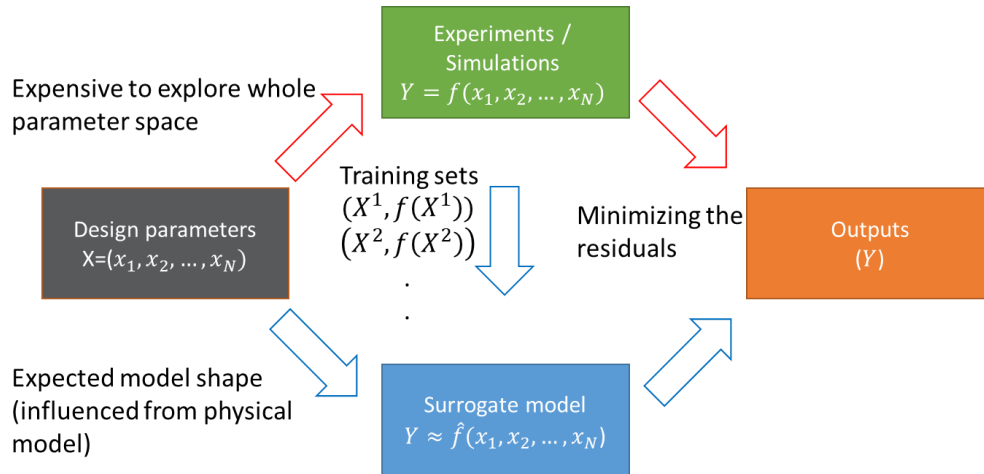 Experiments /
Simulations
Y = f(x₁, x₂, … , x_N)
Expensive to explore whole
parameter space
Training sets
(X¹, f(X¹))
(X², f(X²))
.
.
Design parameters
X=(x₁, x₂, … , x_N)
Minimizing the
residuals
Outputs
(Y)
Expected model shape
(influenced from physical
model)
Surrogate model
Y ≈ f̂(x₁, x₂, … , x_N)